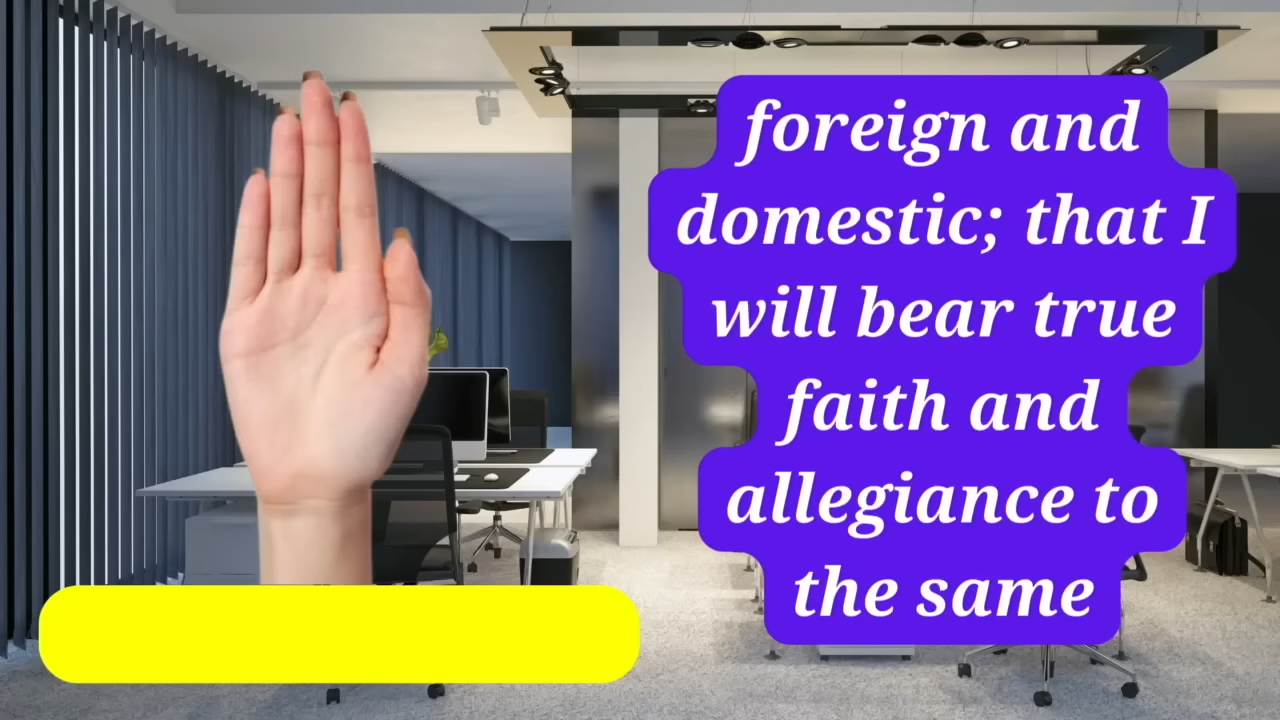 foreign and
domestic; that I
will bear true
faith and
allegiance to
the same